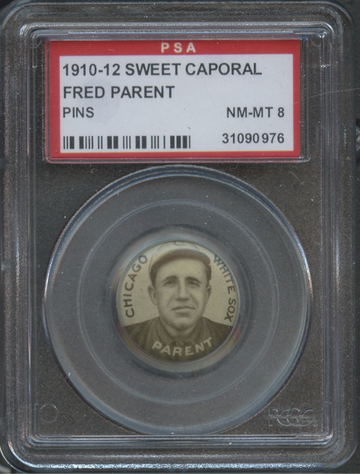 PSA
1910-12 SWEET CAPORAL
FRED PARENT
PINS NM-MT 8
31090976
CHICAGO WHITE SOX
PARENT